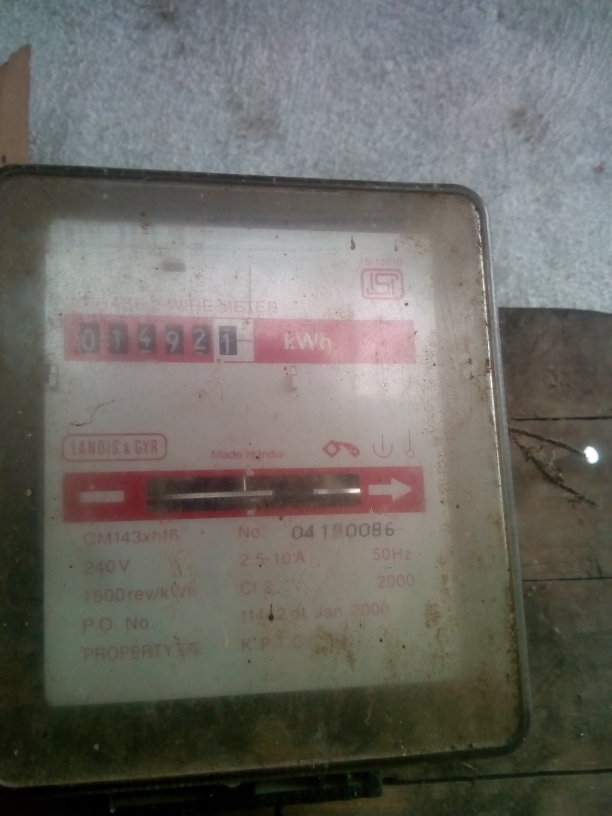 IS-13010
ISI
PHASE 2-WIRE METER
014921 kWh
LANDIS & GYR Made in India
CM143xhf6 No. 04190086
240V 2.5-10A 50Hz
1500rev/kWh Cl 2 2000
P.O. No. dt. Jan. 2000
PROPERTY K.P.T.C